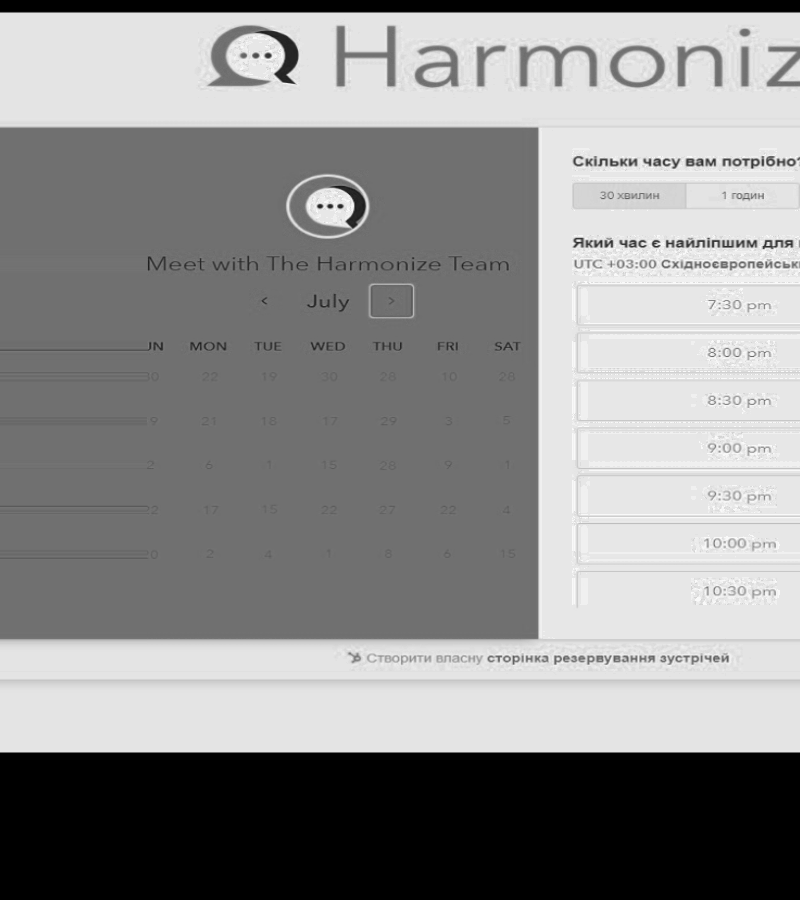 Harmoniz
Meet with The Harmonize Team
< July >
UN MON TUE WED THU FRI SAT
30 22 19 30 28 10 28
9 21 18 17 29 3 5
2 6 1 15 28 9 1
22 17 15 22 27 22 4
0 2 4 1 8 6 15
Скільки часу вам потрібно?
30 хвилин 1 годин
Який час є найліпшим для
UTC +03:00 Східноєвропейськ
7:30 pm
8:00 pm
8:30 pm
9:00 pm
9:30 pm
10:00 pm
10:30 pm
Створити власну сторінка резервування зустрічей